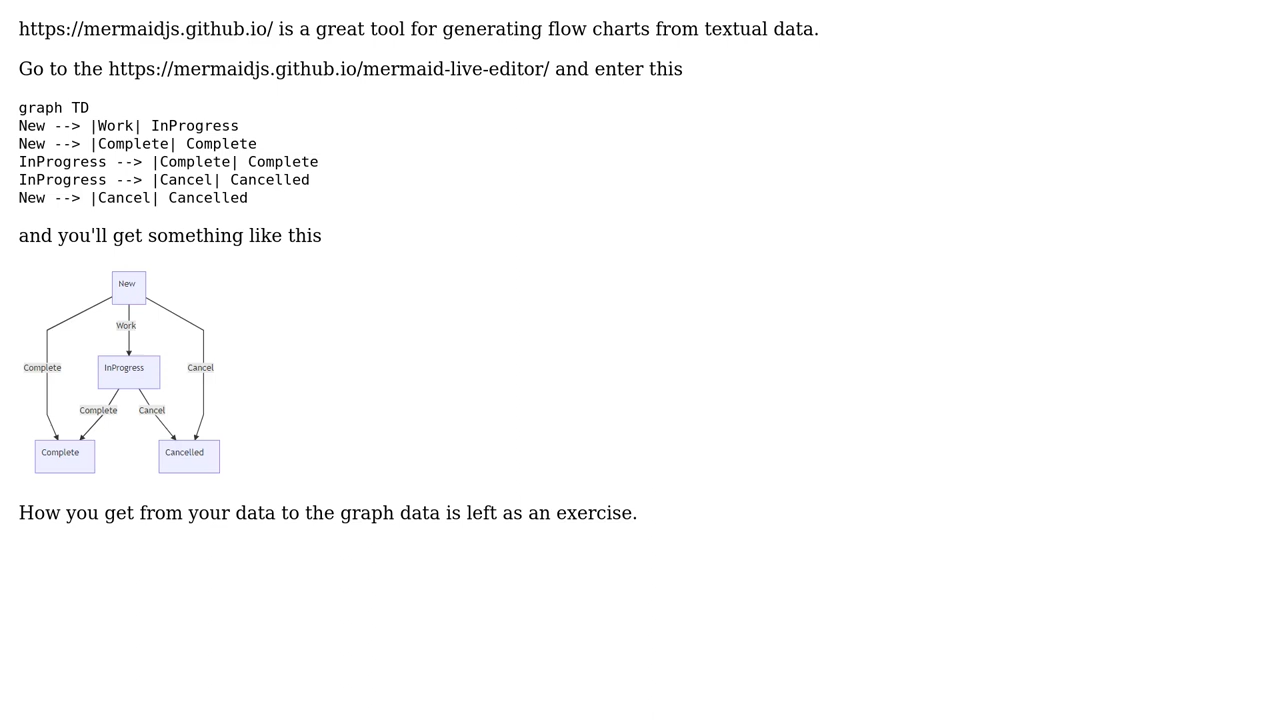 https://mermaidjs.github.io/ is a great tool for generating flow charts from textual data.
Go to the https://mermaidjs.github.io/mermaid-live-editor/ and enter this
graph TD
New --> |Work| InProgress
New --> |Complete| Complete
InProgress --> |Complete| Complete
InProgress --> |Cancel| Cancelled
New --> |Cancel| Cancelled
and you'll get something like this
New
Work
Complete
InProgress
Cancel
Complete
Cancel
Complete
Cancelled
How you get from your data to the graph data is left as an exercise.